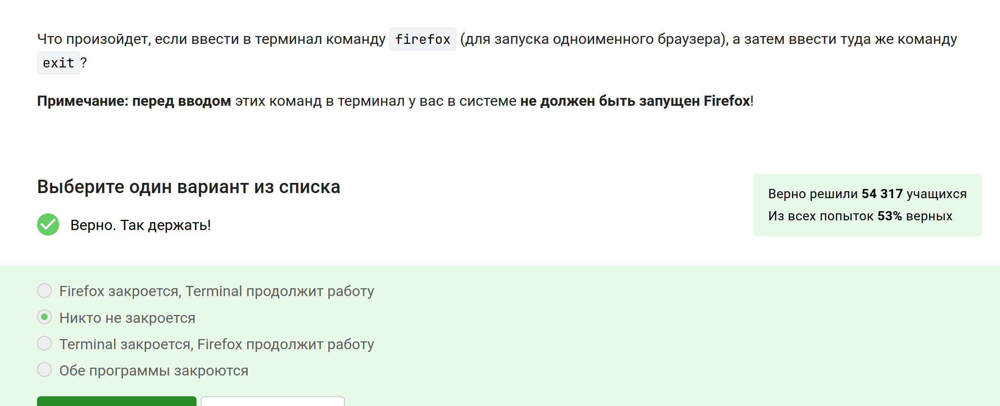 Что произойдет, если ввести в терминал команду firefox (для запуска одноименного браузера), а затем ввести туда же команду
exit?
Примечание: перед вводом этих команд в терминал у вас в системе не должен быть запущен Firefox!
Выберите один вариант из списка
Верно. Так держать!
Верно решили 54 317 учащихся
Из всех попыток 53% верных
Firefox закроется, Terminal продолжит работу
Никто не закроется
Terminal закроется, Firefox продолжит работу
Обе программы закроются